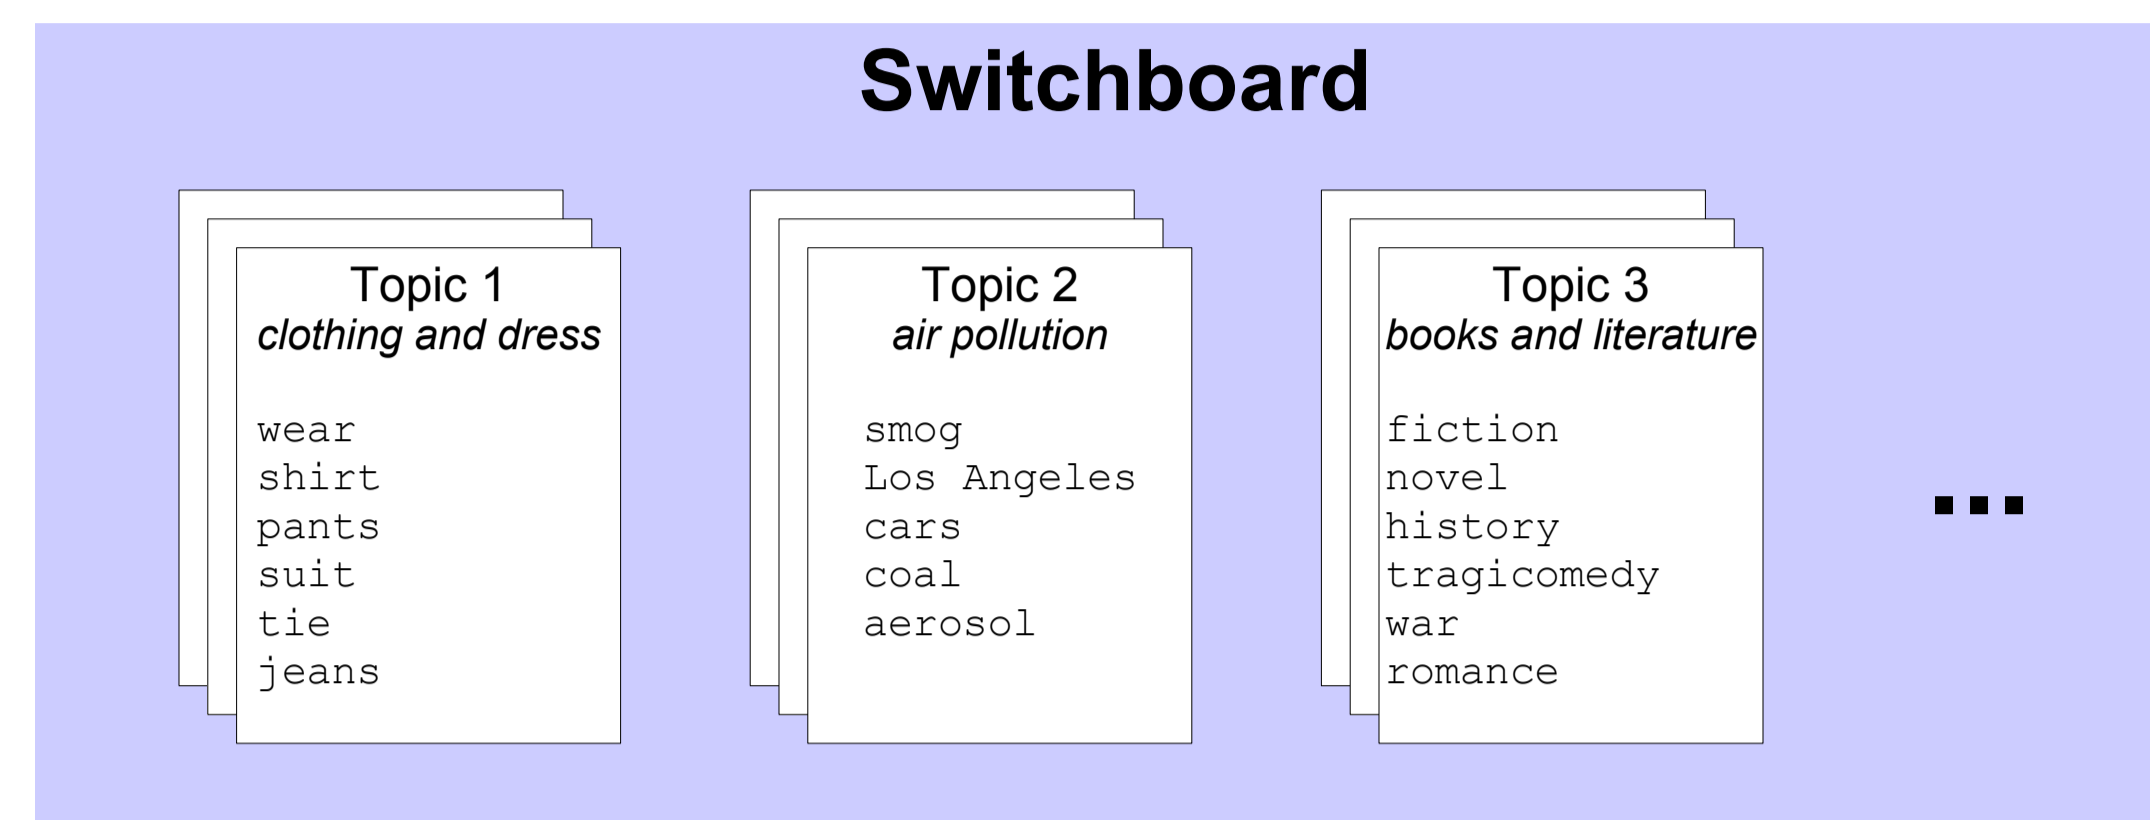 Switchboard
Topic 1
clothing and dress
wear
shirt
pants
suit
tie
jeans
Topic 2
air pollution
smog
Los Angeles
cars
coal
aerosol
Topic 3
books and literature
fiction
novel
history
tragicomedy
war
romance
...